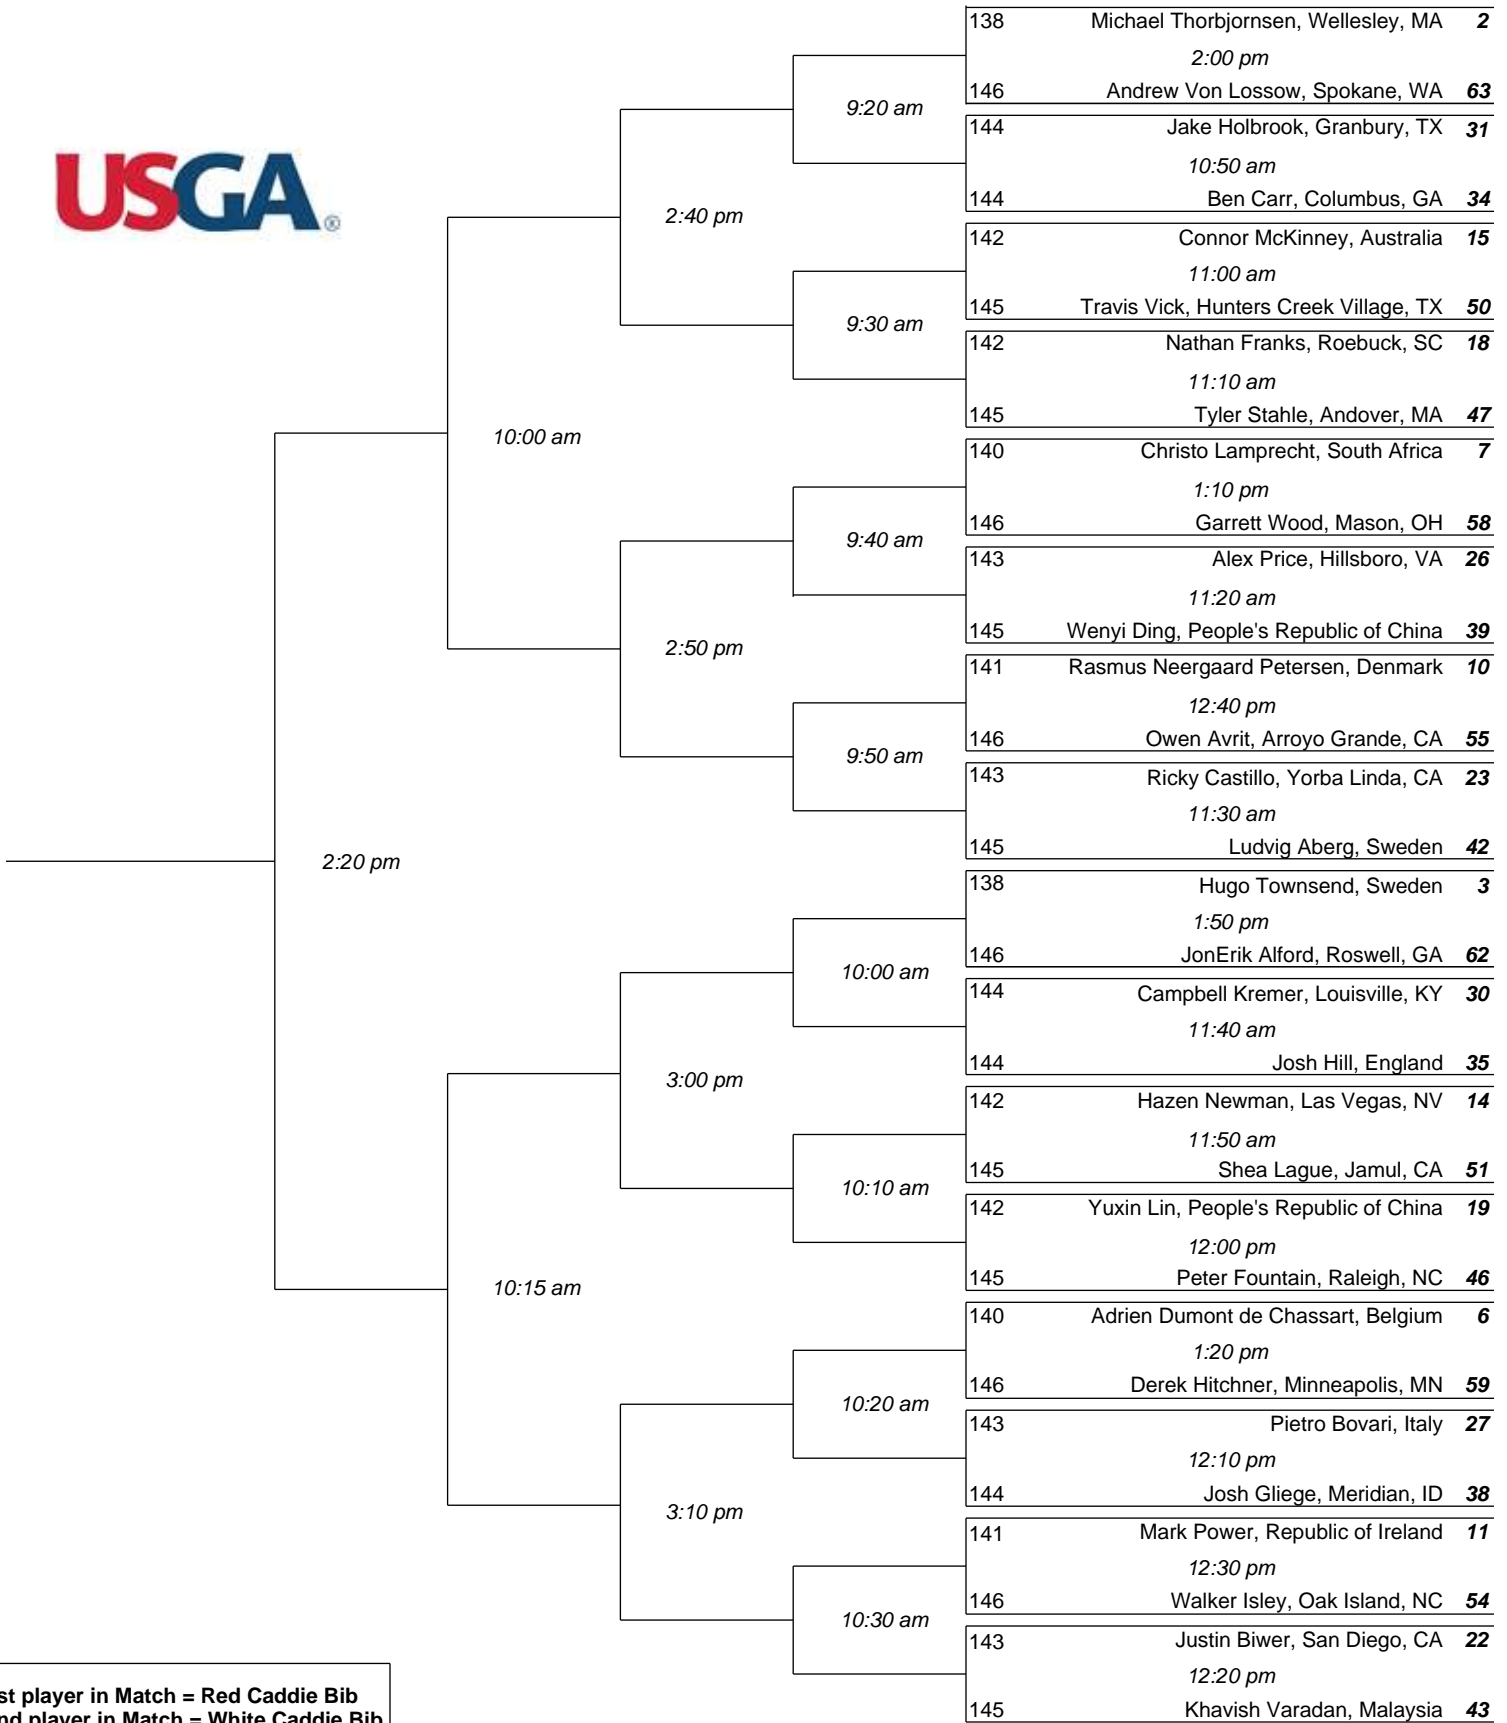 138 Michael Thorbjornsen, Wellesley, MA 2
2:00 pm
146 Andrew Von Lossow, Spokane, WA 63
9:20 am
144 Jake Holbrook, Granbury, TX 31
10:50 am
144 Ben Carr, Columbus, GA 34
USGA®
2:40 pm
142 Connor McKinney, Australia 15
11:00 am
145 Travis Vick, Hunters Creek Village, TX 50
9:30 am
142 Nathan Franks, Roebuck, SC 18
11:10 am
145 Tyler Stahle, Andover, MA 47
10:00 am
140 Christo Lamprecht, South Africa 7
1:10 pm
146 Garrett Wood, Mason, OH 58
9:40 am
143 Alex Price, Hillsboro, VA 26
11:20 am
145 Wenyi Ding, People's Republic of China 39
2:50 pm
141 Rasmus Neergaard Petersen, Denmark 10
12:40 pm
146 Owen Avrit, Arroyo Grande, CA 55
9:50 am
143 Ricky Castillo, Yorba Linda, CA 23
11:30 am
145 Ludvig Aberg, Sweden 42
2:20 pm
138 Hugo Townsend, Sweden 3
1:50 pm
146 JonErik Alford, Roswell, GA 62
10:00 am
144 Campbell Kremer, Louisville, KY 30
11:40 am
144 Josh Hill, England 35
3:00 pm
142 Hazen Newman, Las Vegas, NV 14
11:50 am
145 Shea Lague, Jamul, CA 51
10:10 am
142 Yuxin Lin, People's Republic of China 19
12:00 pm
145 Peter Fountain, Raleigh, NC 46
10:15 am
140 Adrien Dumont de Chassart, Belgium 6
1:20 pm
146 Derek Hitchner, Minneapolis, MN 59
10:20 am
143 Pietro Bovari, Italy 27
12:10 pm
144 Josh Gliege, Meridian, ID 38
3:10 pm
141 Mark Power, Republic of Ireland 11
12:30 pm
146 Walker Isley, Oak Island, NC 54
10:30 am
143 Justin Biwer, San Diego, CA 22
12:20 pm
145 Khavish Varadan, Malaysia 43
st player in Match = Red Caddie Bib
nd player in Match = White Caddie Bib